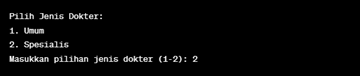 Pilih Jenis Dokter:
1. Umum
2. Spesialis
Masukkan pilihan jenis dokter (1-2): 2